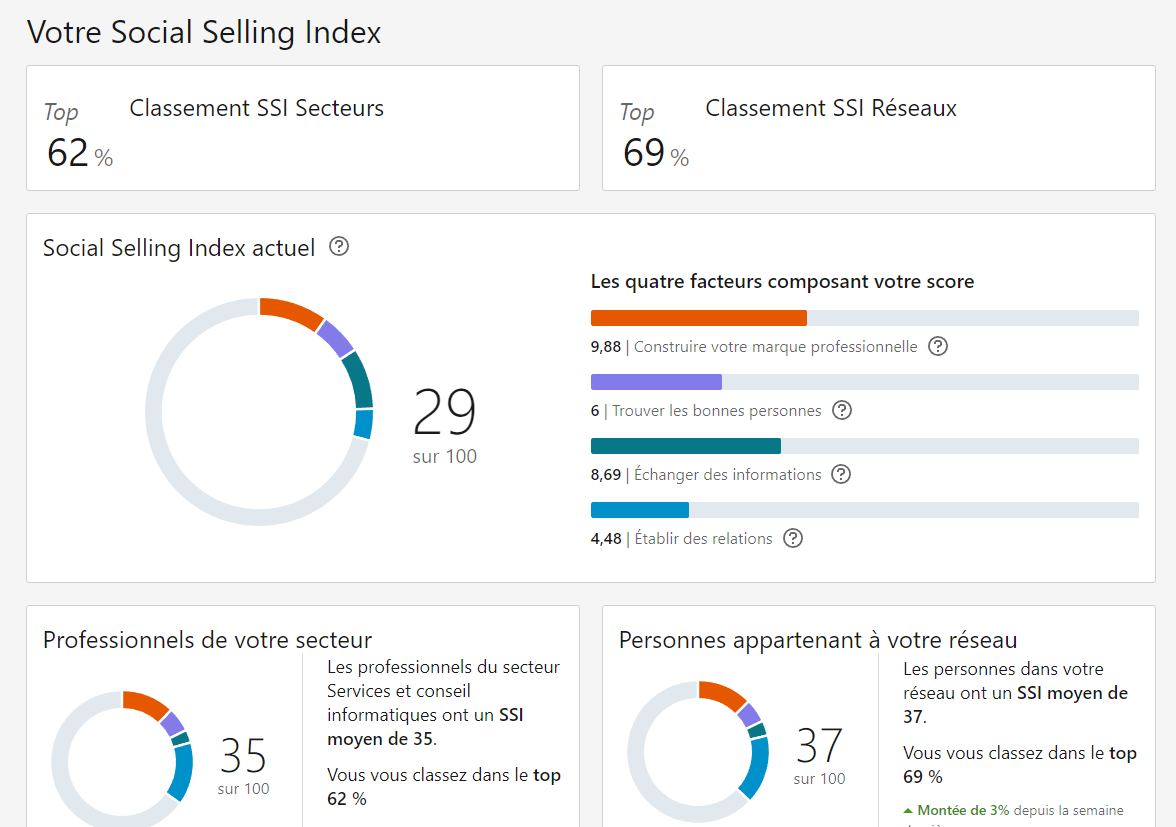 Votre Social Selling Index
Top
62 %
Classement SSI Secteurs
Top
69 %
Classement SSI Réseaux
Social Selling Index actuel ?
29
sur 100
Les quatre facteurs composant votre score
9,88 | Construire votre marque professionnelle ?
6 | Trouver les bonnes personnes ?
8,69 | Échanger des informations ?
4,48 | Établir des relations ?
Professionnels de votre secteur
35
sur 100
Les professionnels du secteur
Services et conseil
informatiques ont un SSI
moyen de 35.
Vous vous classez dans le top
62 %
Personnes appartenant à votre réseau
37
sur 100
Les personnes dans votre
réseau ont un SSI moyen de
37.
Vous vous classez dans le top
69 %
Montée de 3% depuis la semaine